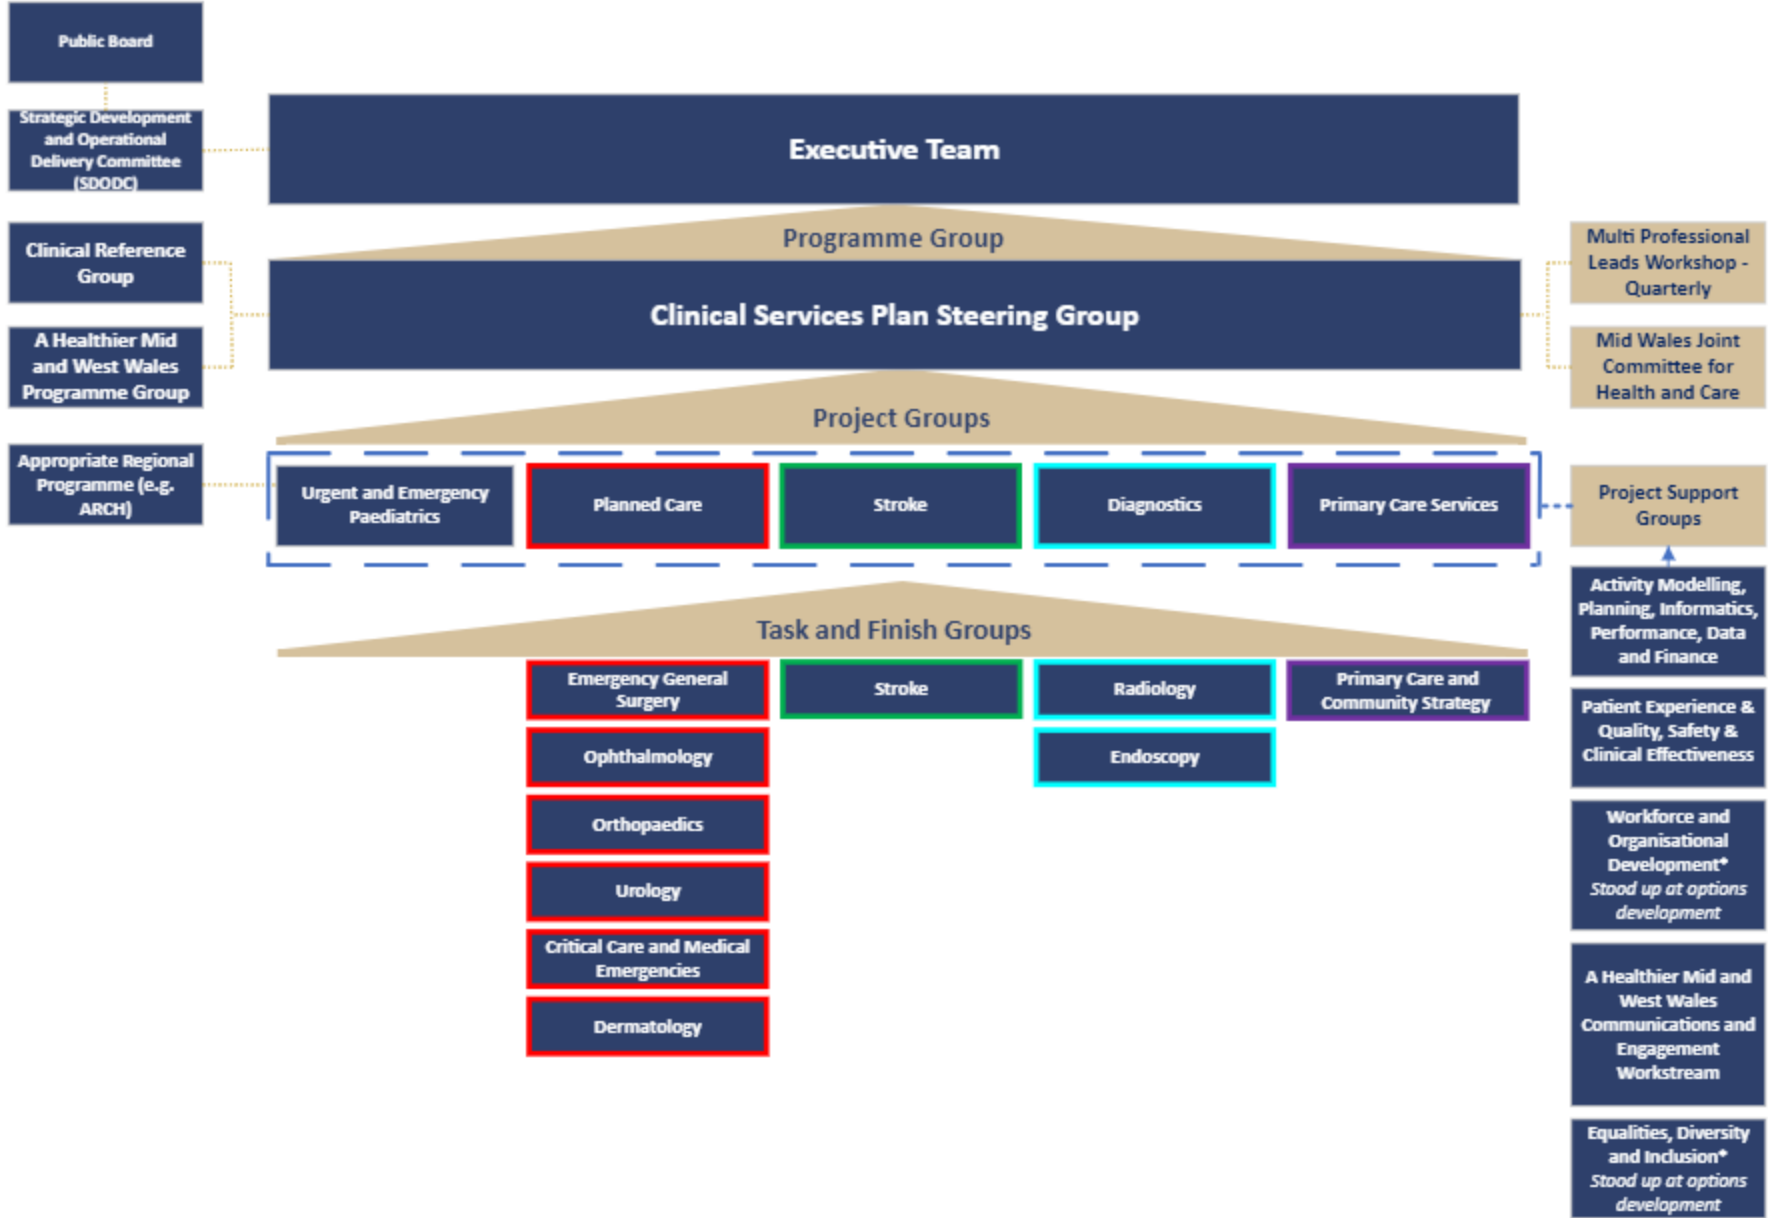 Public Board
Strategic Development
and Operational
Delivery Committee
(SDODC)
Executive Team
Clinical Reference
Group
A Healthier Mid
and West Wales
Programme Group
Programme Group
Clinical Services Plan Steering Group
Multi Professional
Leads Workshop -
Quarterly
Mid Wales Joint
Committee for
Health and Care
Project Groups
Appropriate Regional
Programme (e.g.
ARCH)
Urgent and Emergency
Paediatrics
Planned Care
Stroke
Diagnostics
Primary Care Services
Project Support
Groups
Task and Finish Groups
Emergency General
Surgery
Ophthalmology
Orthopaedics
Urology
Critical Care and Medical
Emergencies
Dermatology
Stroke
Radiology
Endoscopy
Primary Care and
Community Strategy
Activity Modelling,
Planning, Informatics,
Performance, Data
and Finance
Patient Experience &
Quality, Safety &
Clinical Effectiveness
Workforce and
Organisational
Development*
Stood up at options
development
A Healthier Mid and
West Wales
Communications and
Engagement
Workstream
Equalities, Diversity
and Inclusion*
Stood up at options
development